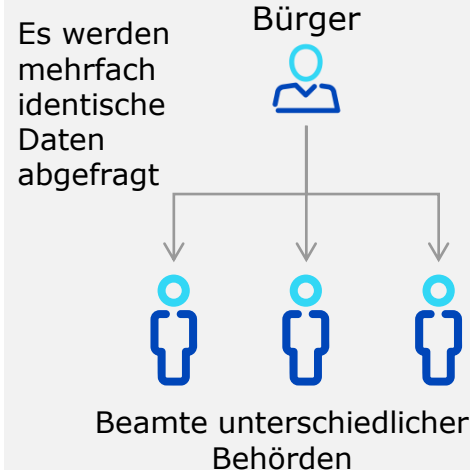 Es werden
mehrfach
identische
Daten
abgefragt
Bürger
Beamte unterschiedlicher
Behörden